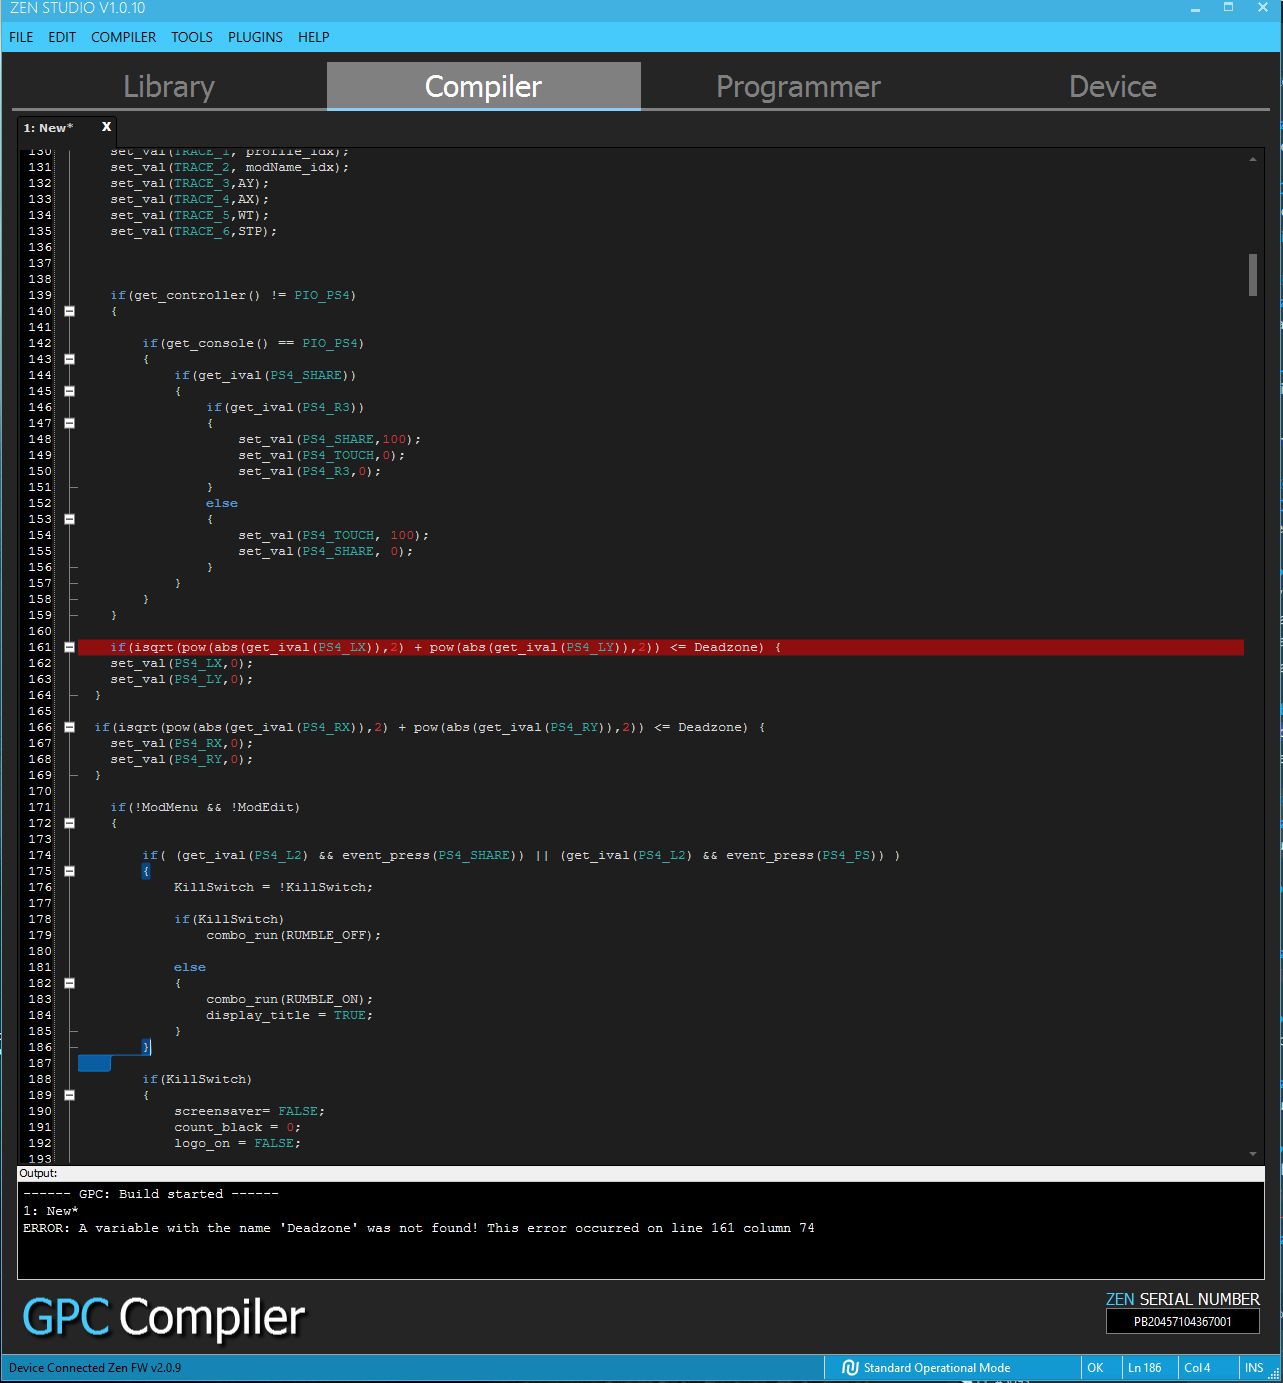 ZEN STUDIO V1.0.10
FILE EDIT COMPILER TOOLS PLUGINS HELP
Library Compiler Programmer Device
1: New* X
130 set_val(TRACE_1, profile_idx);
131 set_val(TRACE_2, modName_idx);
132 set_val(TRACE_3,AY);
133 set_val(TRACE_4,AX);
134 set_val(TRACE_5,WT);
135 set_val(TRACE_6,STP);
136
137
138
139 if(get_controller() != PIO_PS4)
140 {
141
142 if(get_console() == PIO_PS4)
143 {
144 if(get_ival(PS4_SHARE))
145 {
146 if(get_ival(PS4_R3))
147 {
148 set_val(PS4_SHARE,100);
149 set_val(PS4_TOUCH,0);
150 set_val(PS4_R3,0);
151 }
152 else
153 {
154 set_val(PS4_TOUCH, 100);
155 set_val(PS4_SHARE, 0);
156 }
157 }
158 }
159 }
160
161 if(isqrt(pow(abs(get_ival(PS4_LX)),2) + pow(abs(get_ival(PS4_LY)),2)) <= Deadzone) {
162 set_val(PS4_LX,0);
163 set_val(PS4_LY,0);
164 }
165
166 if(isqrt(pow(abs(get_ival(PS4_RX)),2) + pow(abs(get_ival(PS4_RY)),2)) <= Deadzone) {
167 set_val(PS4_RX,0);
168 set_val(PS4_RY,0);
169 }
170
171 if(!ModMenu && !ModEdit)
172 {
173
174 if( (get_ival(PS4_L2) && event_press(PS4_SHARE)) || (get_ival(PS4_L2) && event_press(PS4_PS)) )
175 {
176 KillSwitch = !KillSwitch;
177
178 if(KillSwitch)
179 combo_run(RUMBLE_OFF);
180
181 else
182 {
183 combo_run(RUMBLE_ON);
184 display_title = TRUE;
185 }
186 }
187
188 if(KillSwitch)
189 {
190 screensaver= FALSE;
191 count_black = 0;
192 logo_on = FALSE;
193
Output:
------ GPC: Build started ------
1: New*
ERROR: A variable with the name 'Deadzone' was not found! This error occurred on line 161 column 74
GPC Compiler
ZEN SERIAL NUMBER
PB20457104367001
Device Connected Zen FW v2.0.9 Standard Operational Mode OK Ln 186 Col 4 INS